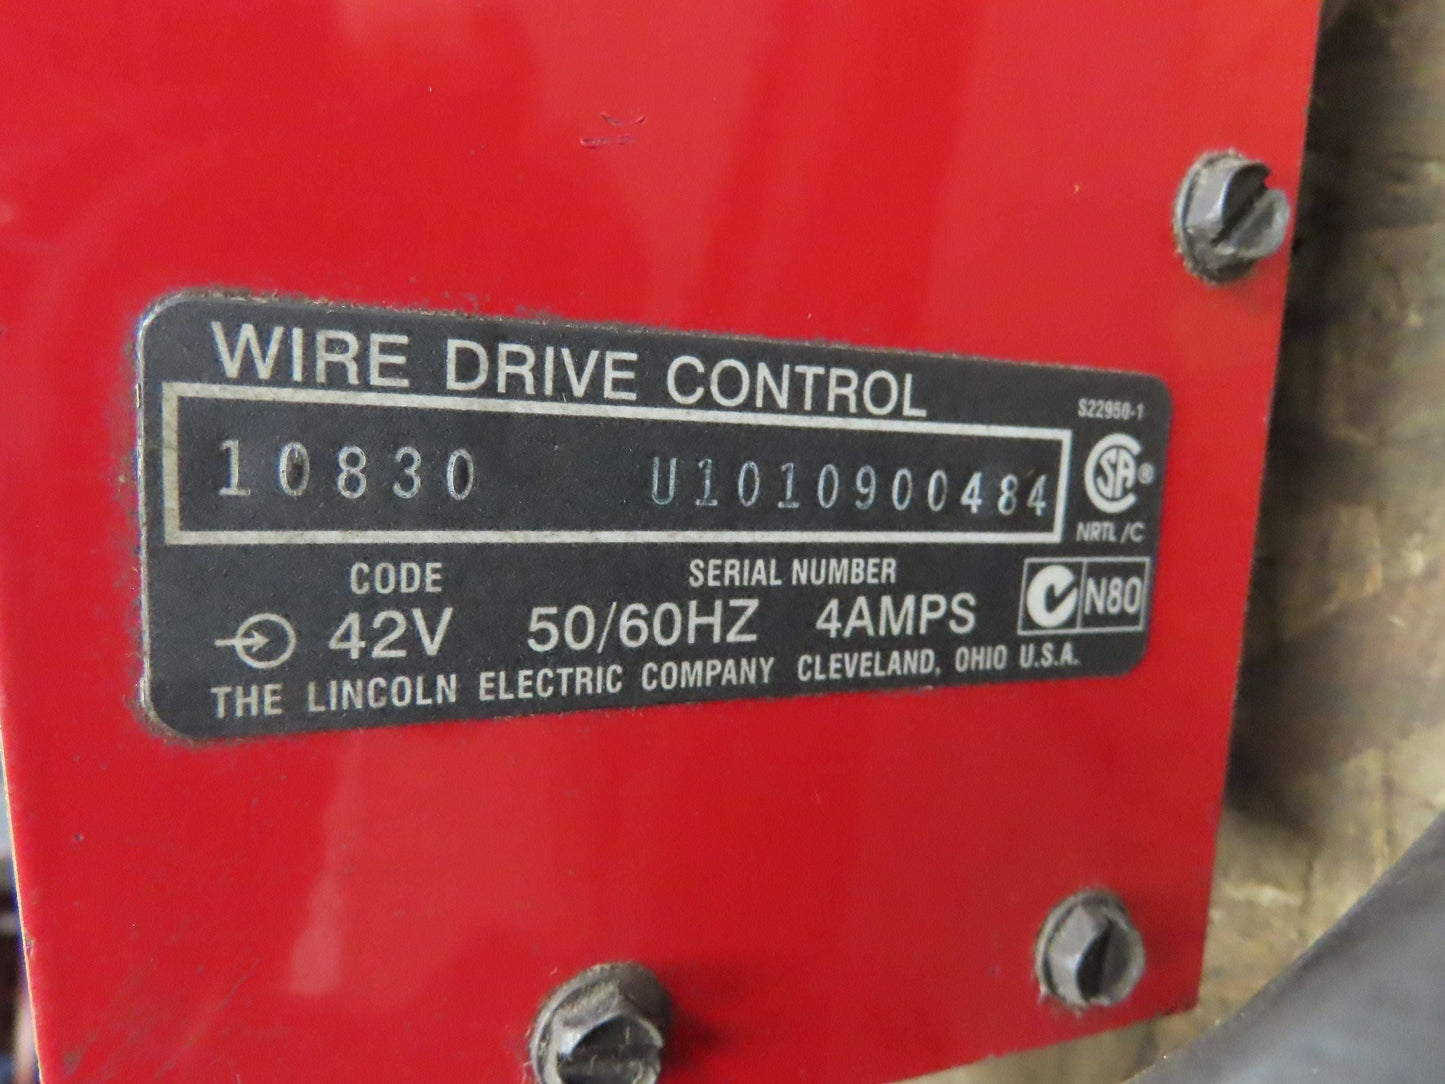 WIRE DRIVE CONTROL
S22950-1
10830 U1010900484
SA ®
NRTL/C
CODE SERIAL NUMBER
42V 50/60HZ 4AMPS
N80
THE LINCOLN ELECTRIC COMPANY CLEVELAND, OHIO U.S.A.